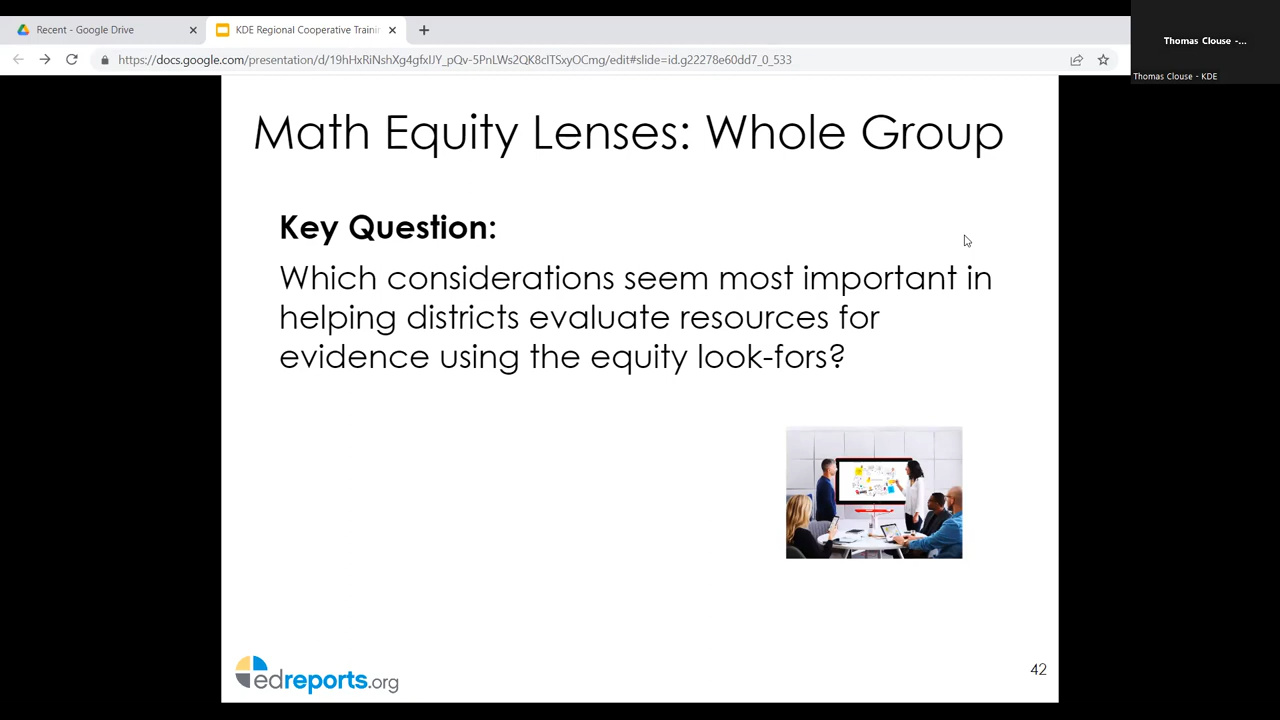 Recent - Google Drive
KDE Regional Cooperative Trainin
https://docs.google.com/presentation/d/19hHxRiNshXg4gfxIJY_pQv-5PnLWs2QK8cITSxyOCmg/edit#slide=id.g22278e60dd7_0_533
Thomas Clouse -...
Thomas Clouse - KDE
Math Equity Lenses: Whole Group
Key Question:
Which considerations seem most important in
helping districts evaluate resources for
evidence using the equity look-fors?
edreports.org
42